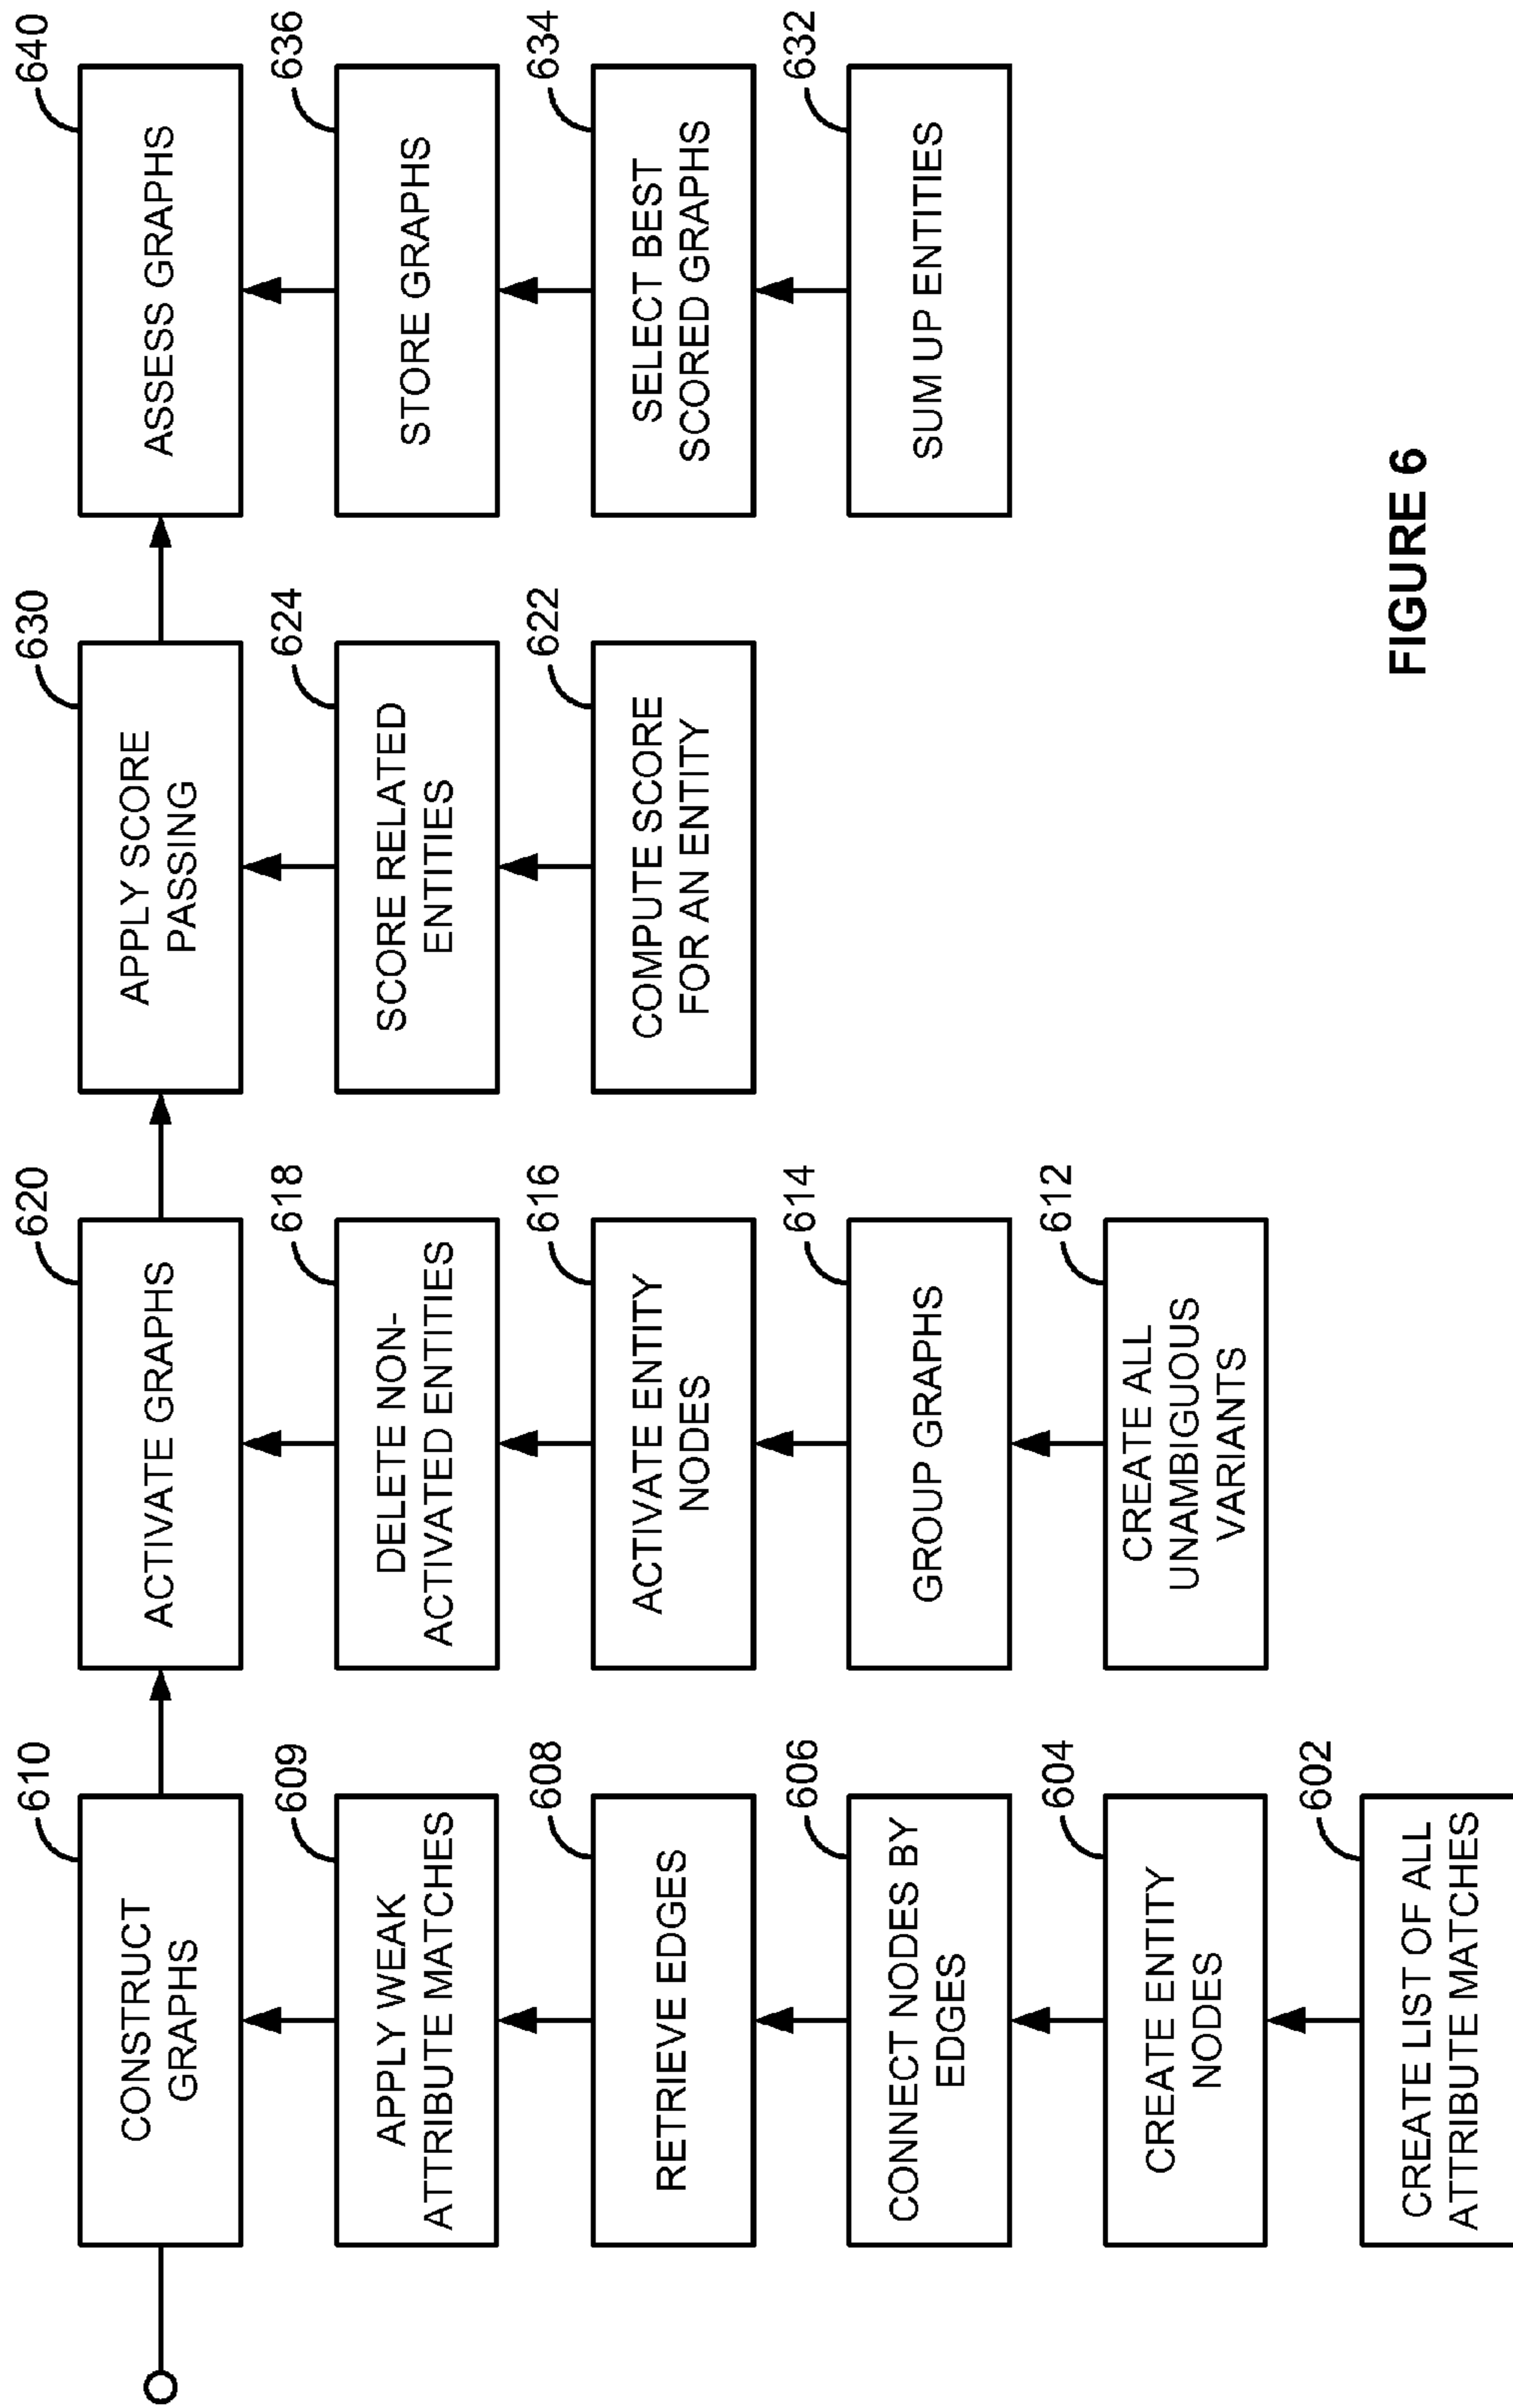 610
CONSTRUCT
GRAPHS
609
APPLY WEAK
ATTRIBUTE MATCHES
608
RETRIEVE EDGES
606
CONNECT NODES BY
EDGES
604
CREATE ENTITY
NODES
602
CREATE LIST OF ALL
ATTRIBUTE MATCHES
620
ACTIVATE GRAPHS
618
DELETE NON-
ACTIVATED ENTITIES
616
ACTIVATE ENTITY
NODES
614
GROUP GRAPHS
612
CREATE ALL
UNAMBIGUOUS
VARIANTS
630
APPLY SCORE
PASSING
624
SCORE RELATED
ENTITIES
622
COMPUTE SCORE
FOR AN ENTITY
640
ASSESS GRAPHS
636
STORE GRAPHS
634
SELECT BEST
SCORED GRAPHS
632
SUM UP ENTITIES
FIGURE 6